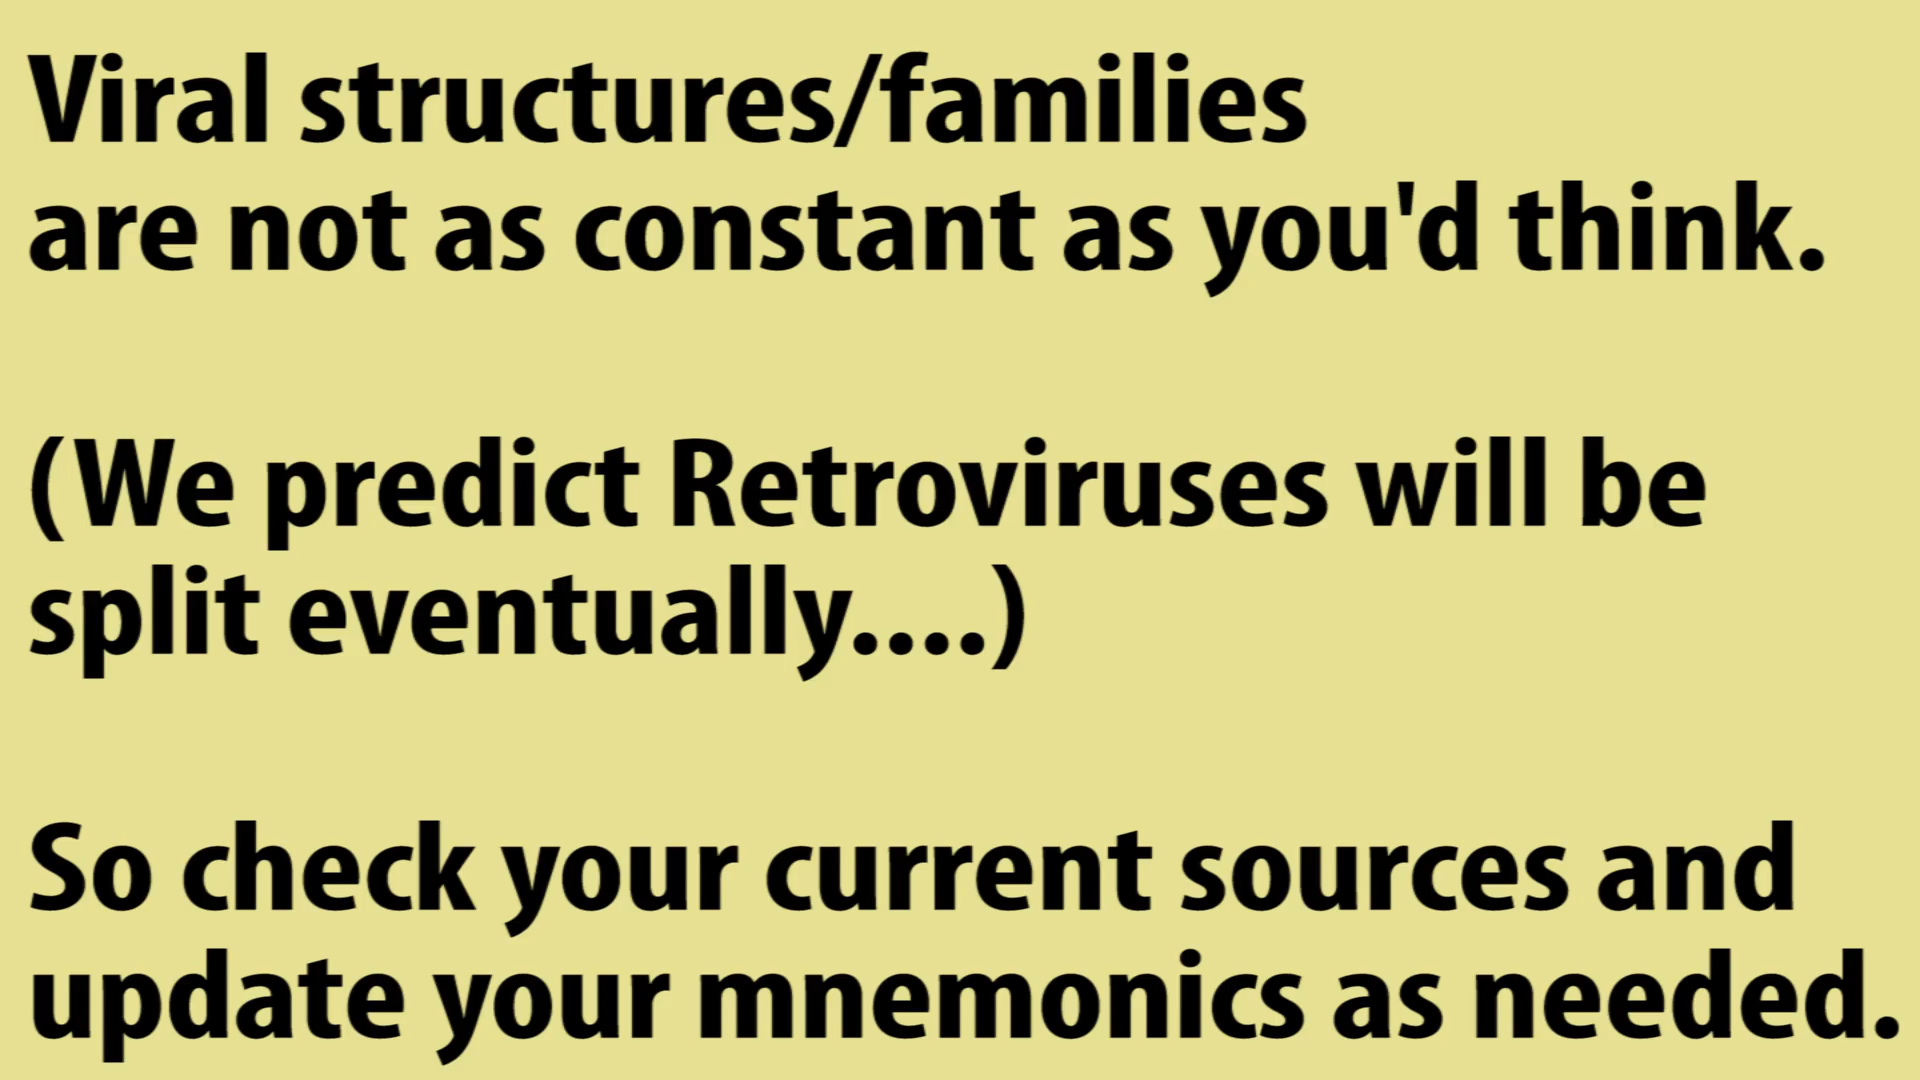 Viral structures/families
are not as constant as you'd think.
(We predict Retroviruses will be
split eventually....)
So check your current sources and
update your mnemonics as needed.